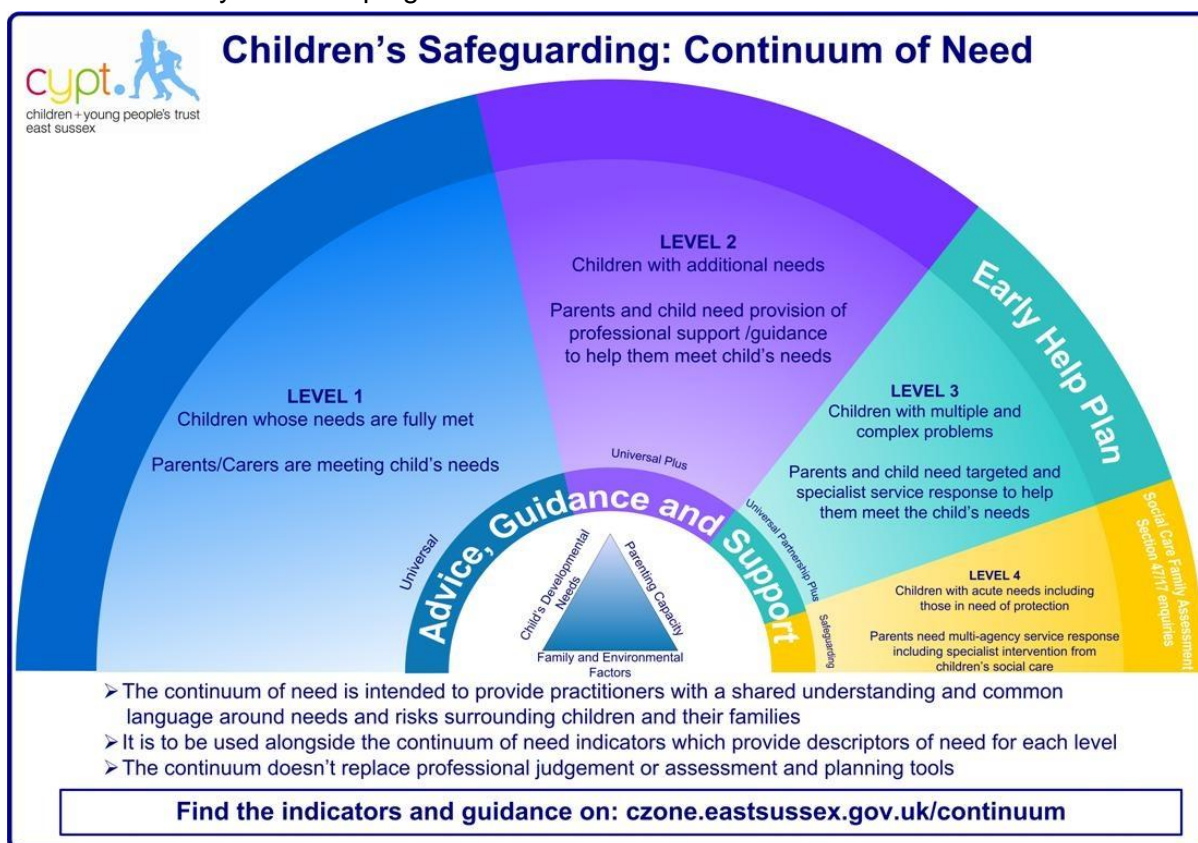 Children's Safeguarding: Continuum of Need
cypt.
children + young people's trust
east sussex
LEVEL 1
Children whose needs are fully met
Parents/Carers are meeting child's needs
LEVEL 2
Children with additional needs
Parents and child need provision of
professional support /guidance
to help them meet child's needs
Early Help Plan
LEVEL 3
Children with multiple and
complex problems
Parents and child need targeted and
specialist service response to help
them meet the child's needs
Social Care Family Assessment
Section 47/17 enquiries
LEVEL 4
Children with acute needs including
those in need of protection
Parents need multi-agency service response
including specialist intervention from
children's social care
Universal
Universal Plus
Universal Partnership Plus
Safeguarding
Advice, Guidance and Support
Child's Developmental
Needs
Parenting Capacity
Family and Environmental
Factors
➢ The continuum of need is intended to provide practitioners with a shared understanding and common
language around needs and risks surrounding children and their families
➢ It is to be used alongside the continuum of need indicators which provide descriptors of need for each level
➢ The continuum doesn't replace professional judgement or assessment and planning tools
Find the indicators and guidance on: czone.eastsussex.gov.uk/continuum